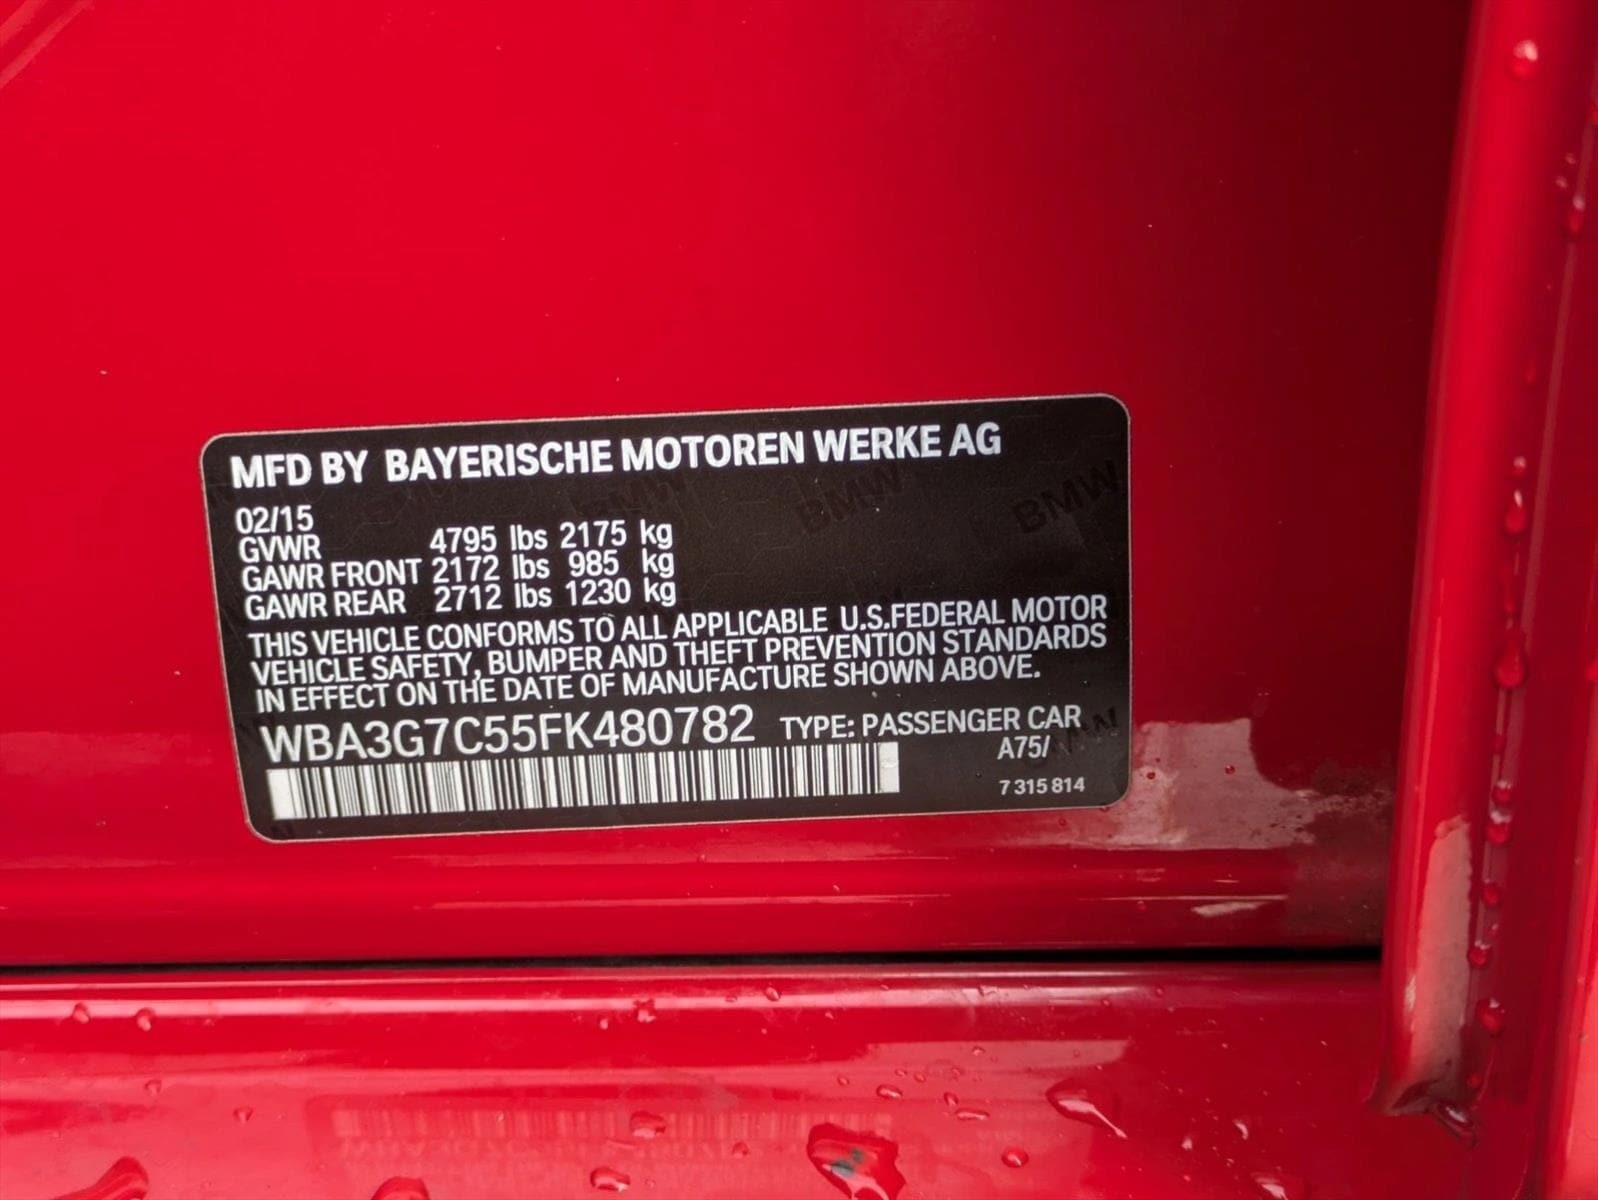 MFD BY BAYERISCHE MOTOREN WERKE AG
02/15
GVWR 4795 lbs 2175 kg
GAWR FRONT 2172 lbs 985 kg
GAWR REAR 2712 lbs 1230 kg
THIS VEHICLE CONFORMS TO ALL APPLICABLE U.S.FEDERAL MOTOR
VEHICLE SAFETY, BUMPER AND THEFT PREVENTION STANDARDS
IN EFFECT ON THE DATE OF MANUFACTURE SHOWN ABOVE.
WBA3G7C55FK480782 TYPE: PASSENGER CAR
A75/
7 315 814
BMW BMW BMW